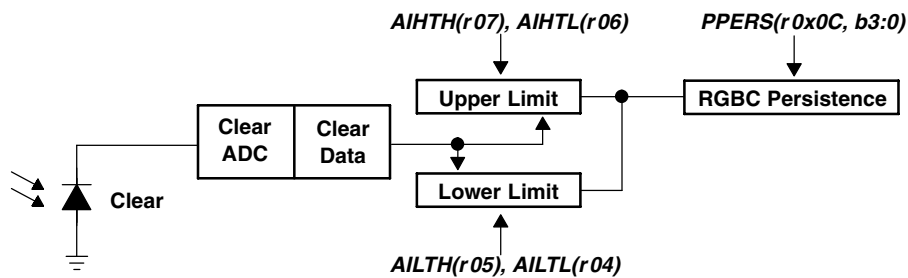 AIHTH(r07), AIHTL(r06)
PPERS(r0x0C, b3:0)
Upper Limit
RGBC Persistence
Clear
ADC
Clear
Data
Lower Limit
Clear
AILTH(r05), AILTL(r04)